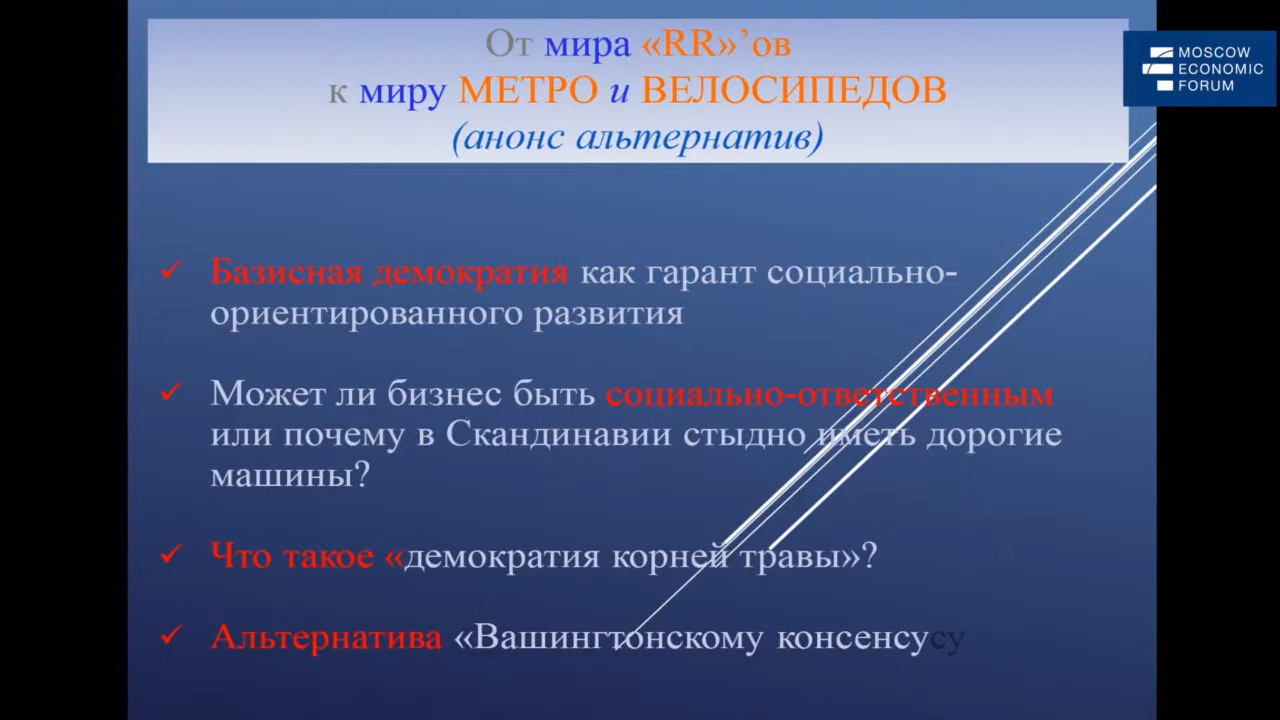 От мира «RR»’ов
к миру МЕТРО и ВЕЛОСИПЕДОВ
(анонс альтернатив)
MOSCOW
ECONOMIC
FORUM
Базисная демократия как гарант социально-
ориентированного развития
Может ли бизнес быть социально-ответственным
или почему в Скандинавии стыдно иметь дорогие
машины?
Что такое «демократия корней травы»?
Альтернатива «Вашингтонскому консенсусу